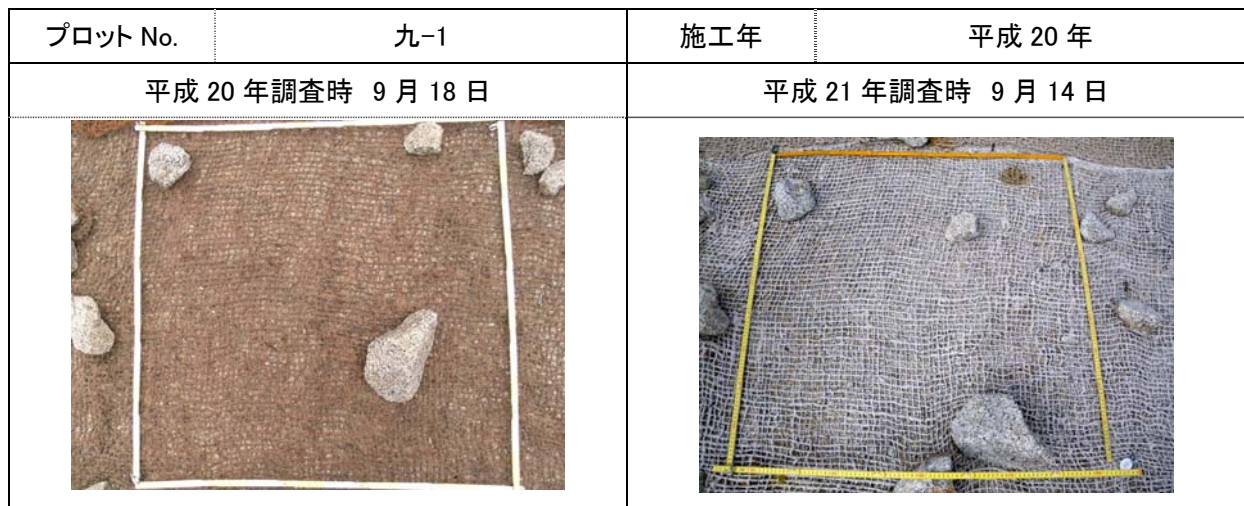 プロット No. 九-1 施工年 平成 20 年
平成 20 年調査時 9 月 18 日 平成 21 年調査時 9 月 14 日